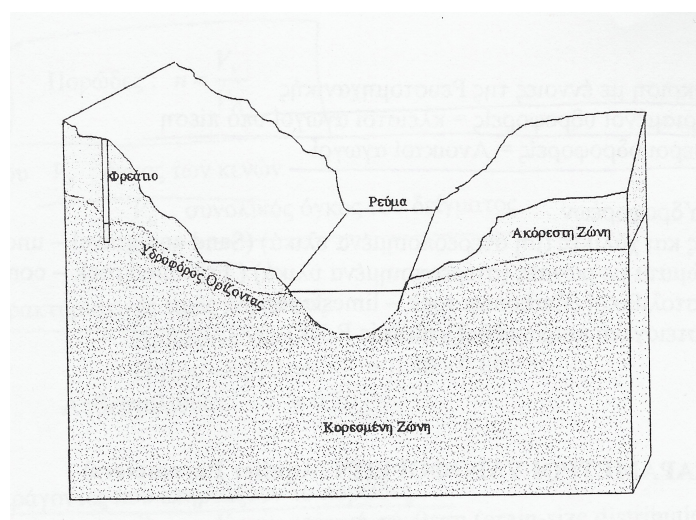 Φρεάτιο
Ρεύμα
Ακόρεστη Ζώνη
Υδροφόρος Ορίζοντας
Κορεσμένη Ζώνη